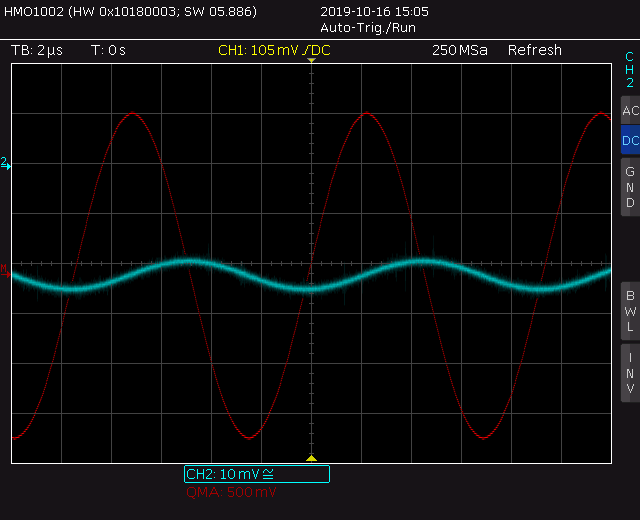 HMO1002 (HW 0x10180003; SW 05.886)
2019-10-16 15:05
Auto-Trig./Run
TB: 2µs
T: 0s
CH1: 105mV ⁄DC
250MSa
Refresh
CH2
AC
DC
GND
BWL
INV
2
M
CH2: 10mV≅
QMA: 500mV